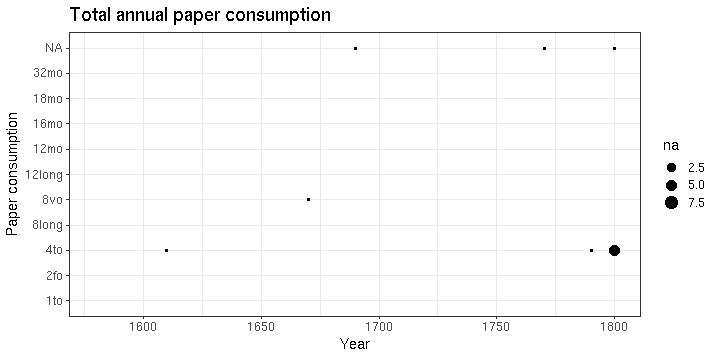 Total annual paper consumption
Paper consumption
NA
32mo
18mo
16mo
12mo
12long
8vo
8long
4to
2fo
1to
1600 1650 1700 1750 1800
Year
na
2.5
5.0
7.5